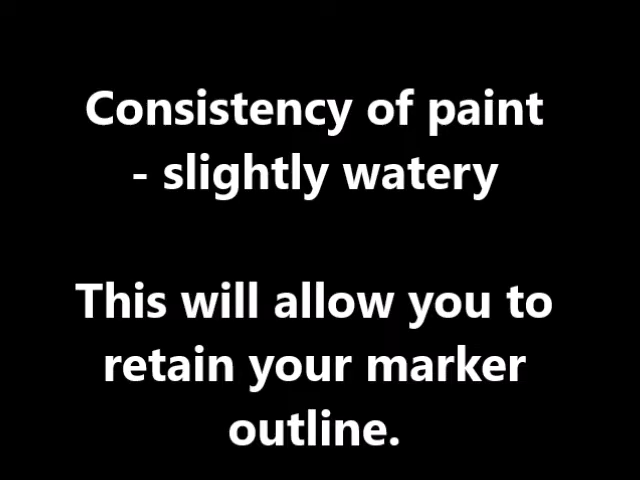 Consistency of paint
- slightly watery
This will allow you to
retain your marker
outline.